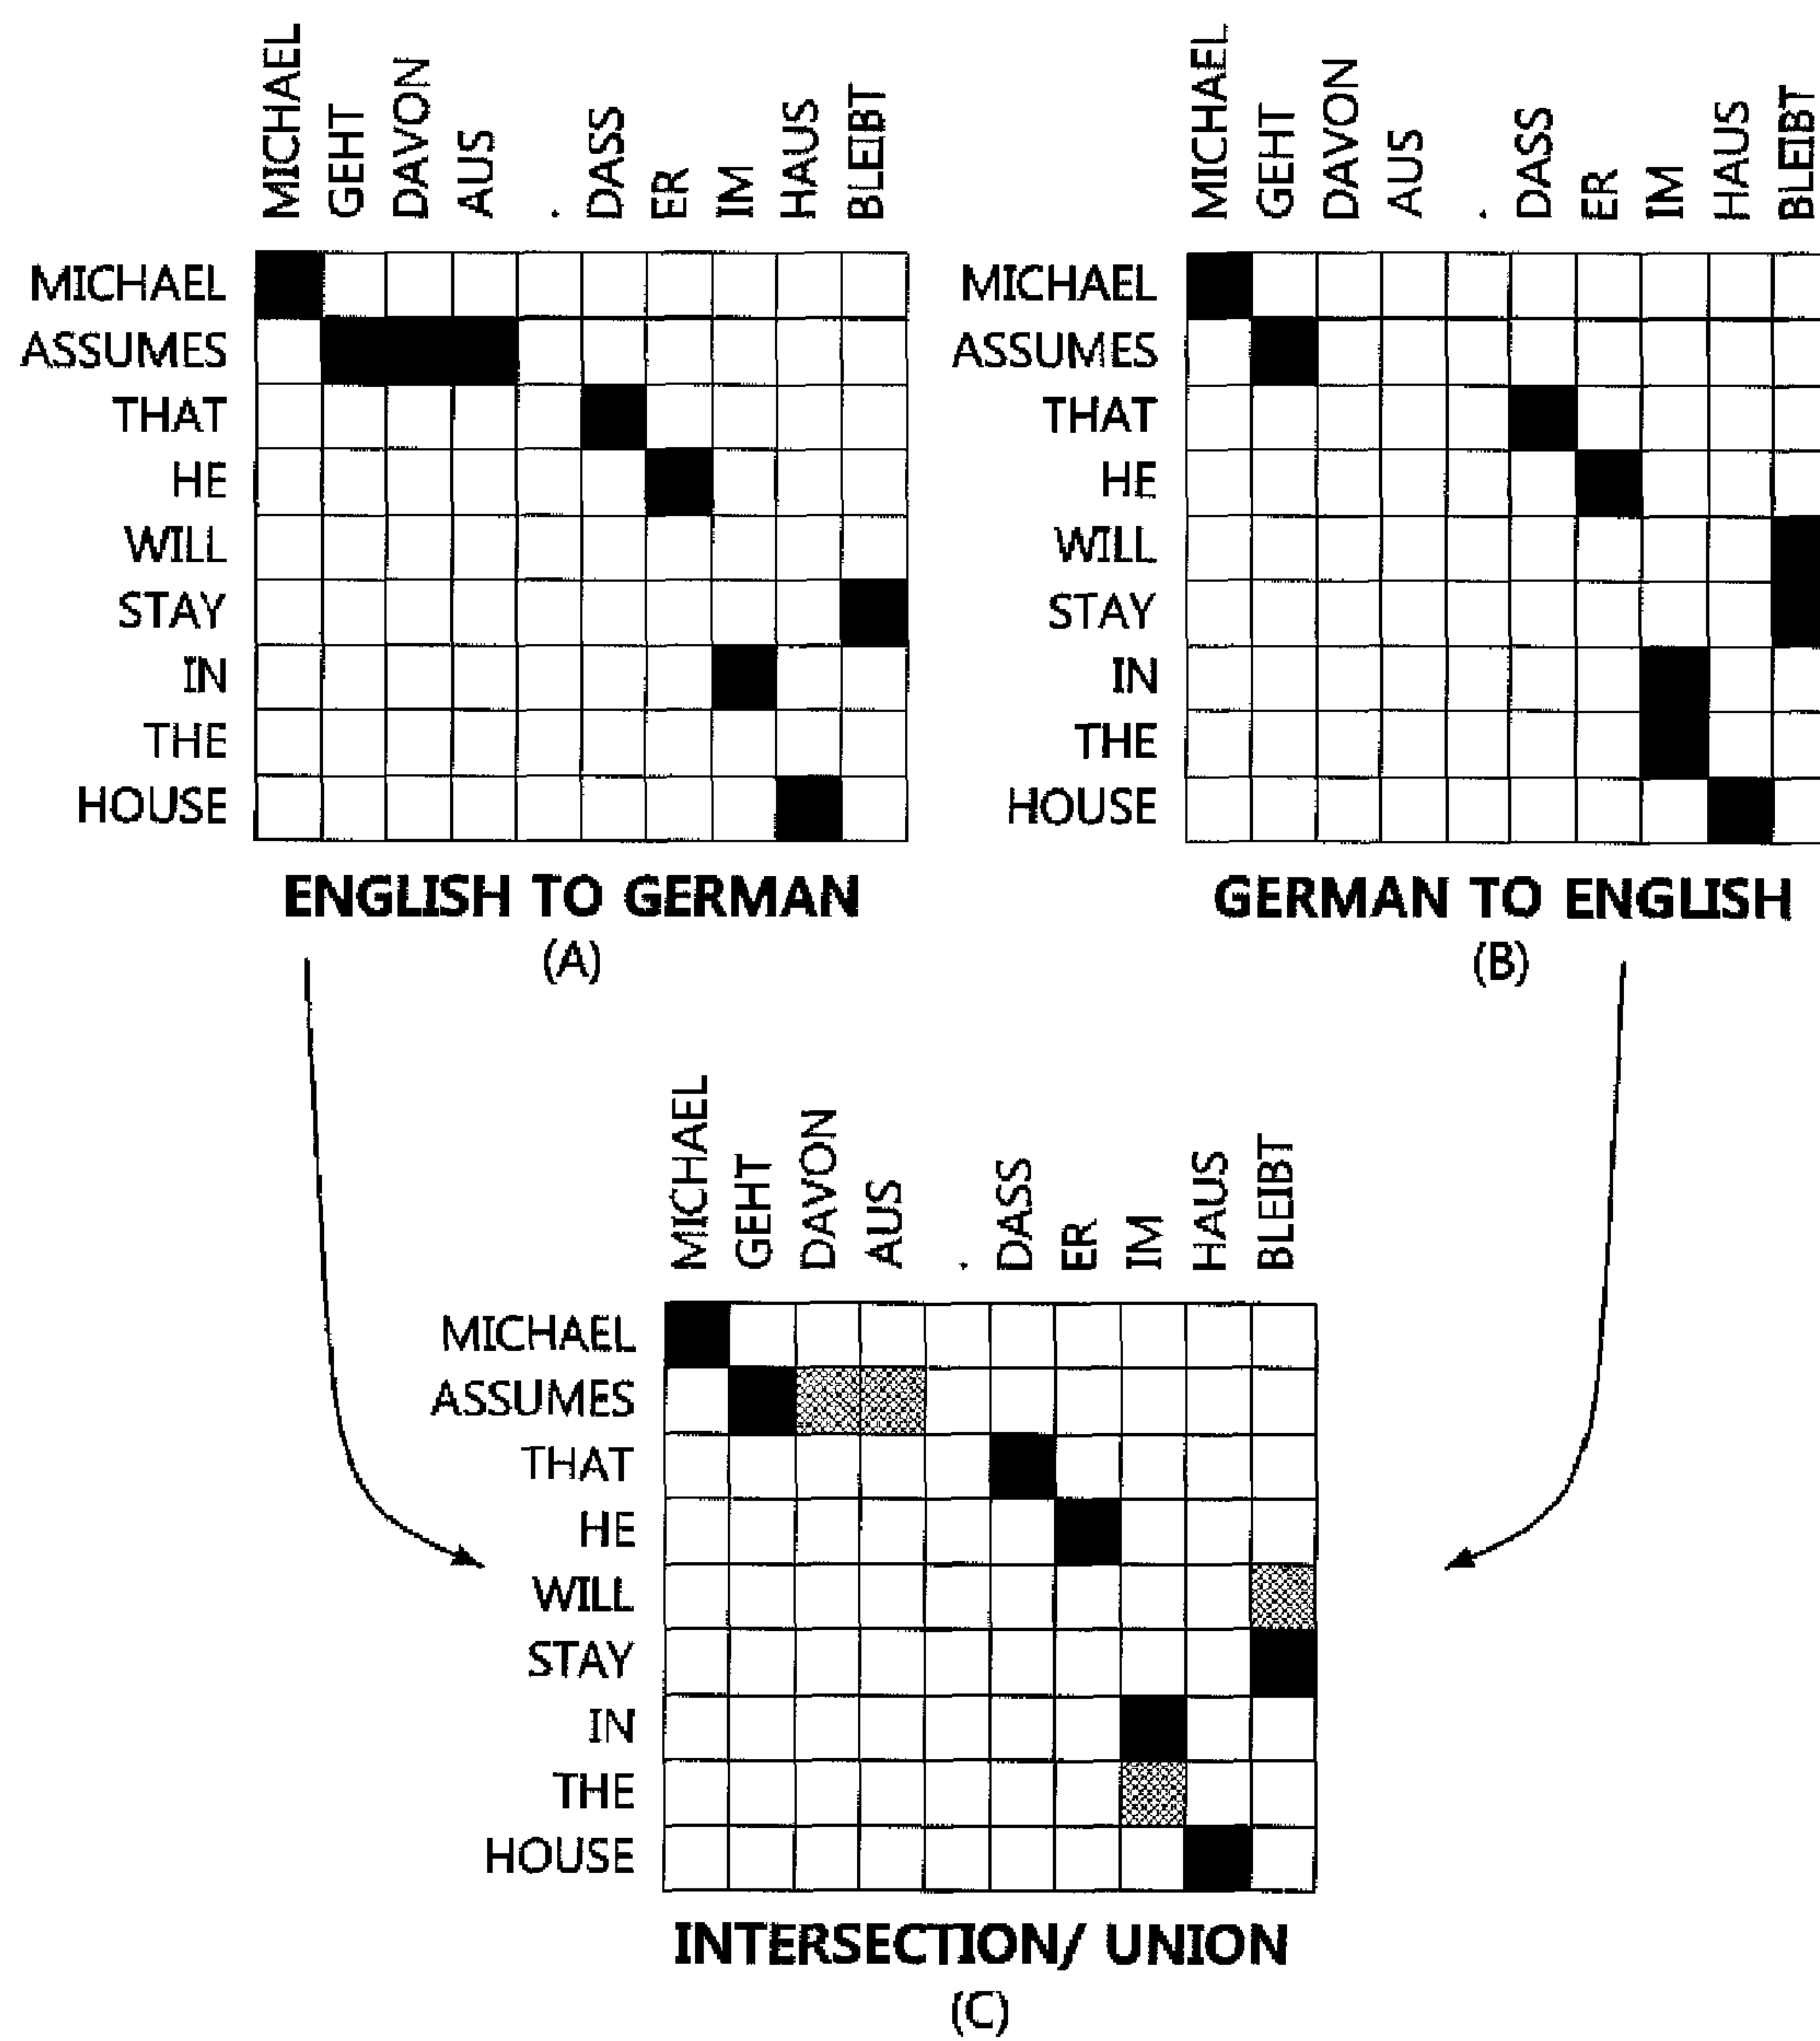 MICHAEL
GEHT
DAVON
AUS
.
DASS
ER
IM
HAUS
BLEIBT
MICHAEL
ASSUMES
THAT
HE
WILL
STAY
IN
THE
HOUSE
ENGLISH TO GERMAN
(A)
MICHAEL
GEHT
DAVON
AUS
.
DASS
ER
IM
HAUS
BLEIBT
MICHAEL
ASSUMES
THAT
HE
WILL
STAY
IN
THE
HOUSE
GERMAN TO ENGLISH
(B)
MICHAEL
GEHT
DAVON
AUS
.
DASS
ER
IM
HAUS
BLEIBT
MICHAEL
ASSUMES
THAT
HE
WILL
STAY
IN
THE
HOUSE
INTERSECTION/ UNION
(C)